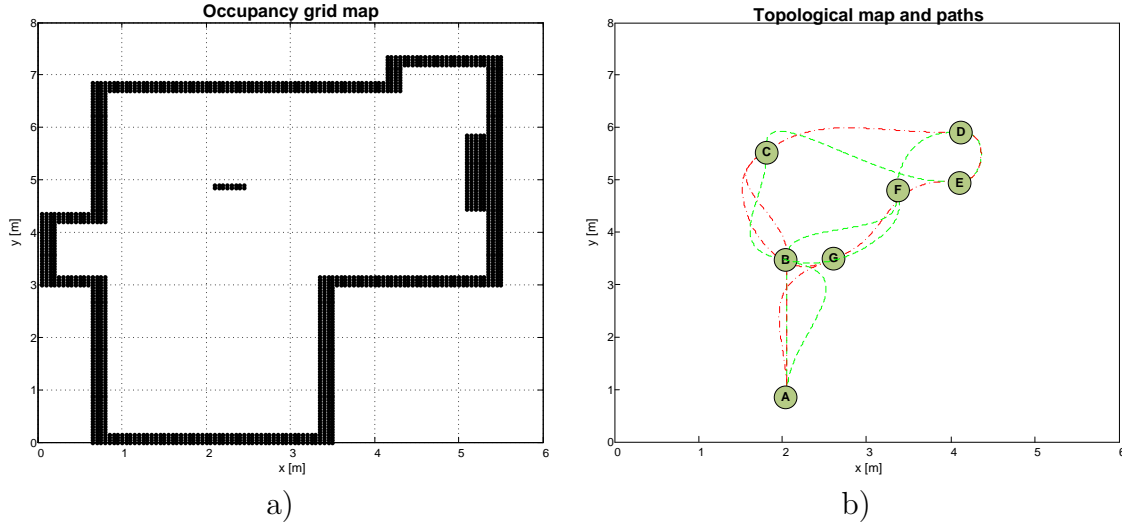 Occupancy grid map
8
7
6
5
4
3
2
1
0
y [m]
0 1 2 3 4 5 6
x [m]
a)
Topological map and paths
8
7
6
5
4
3
2
1
0
y [m]
C
D
E
F
B
G
A
0 1 2 3 4 5 6
x [m]
b)